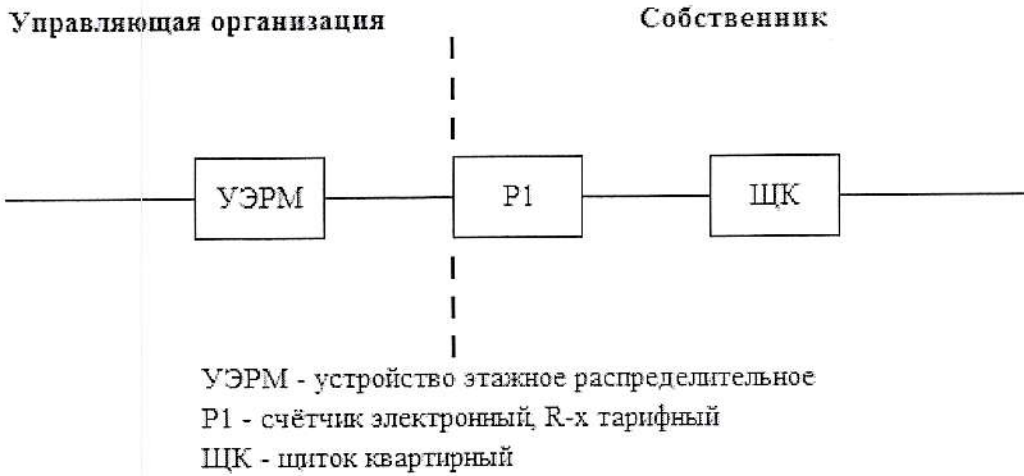 Управляющая организация
Собственник
УЭРМ
Р1
ЩК
УЭРМ - устройство этажное распределительное
Р1 - счётчик электронный, R-х тарифный
ЩК - щиток квартирный